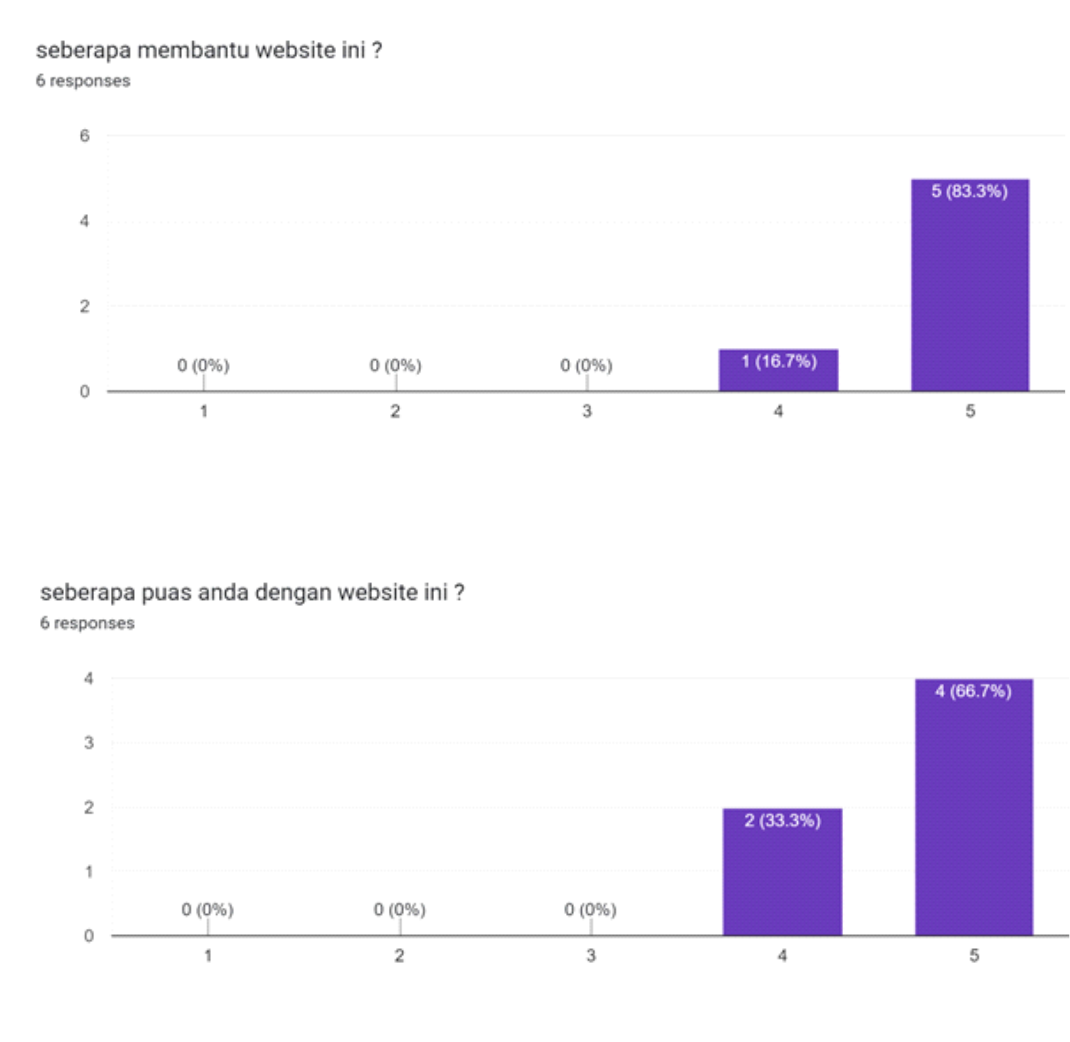 seberapa membantu website ini ?
6 responses
6
5 (83.3%)
4
2
0 (0%) 0 (0%) 0 (0%) 1 (16.7%)
0
1 2 3 4 5
seberapa puas anda dengan website ini ?
6 responses
4
4 (66.7%)
3
2
2 (33.3%)
1
0 (0%) 0 (0%) 0 (0%)
0
1 2 3 4 5